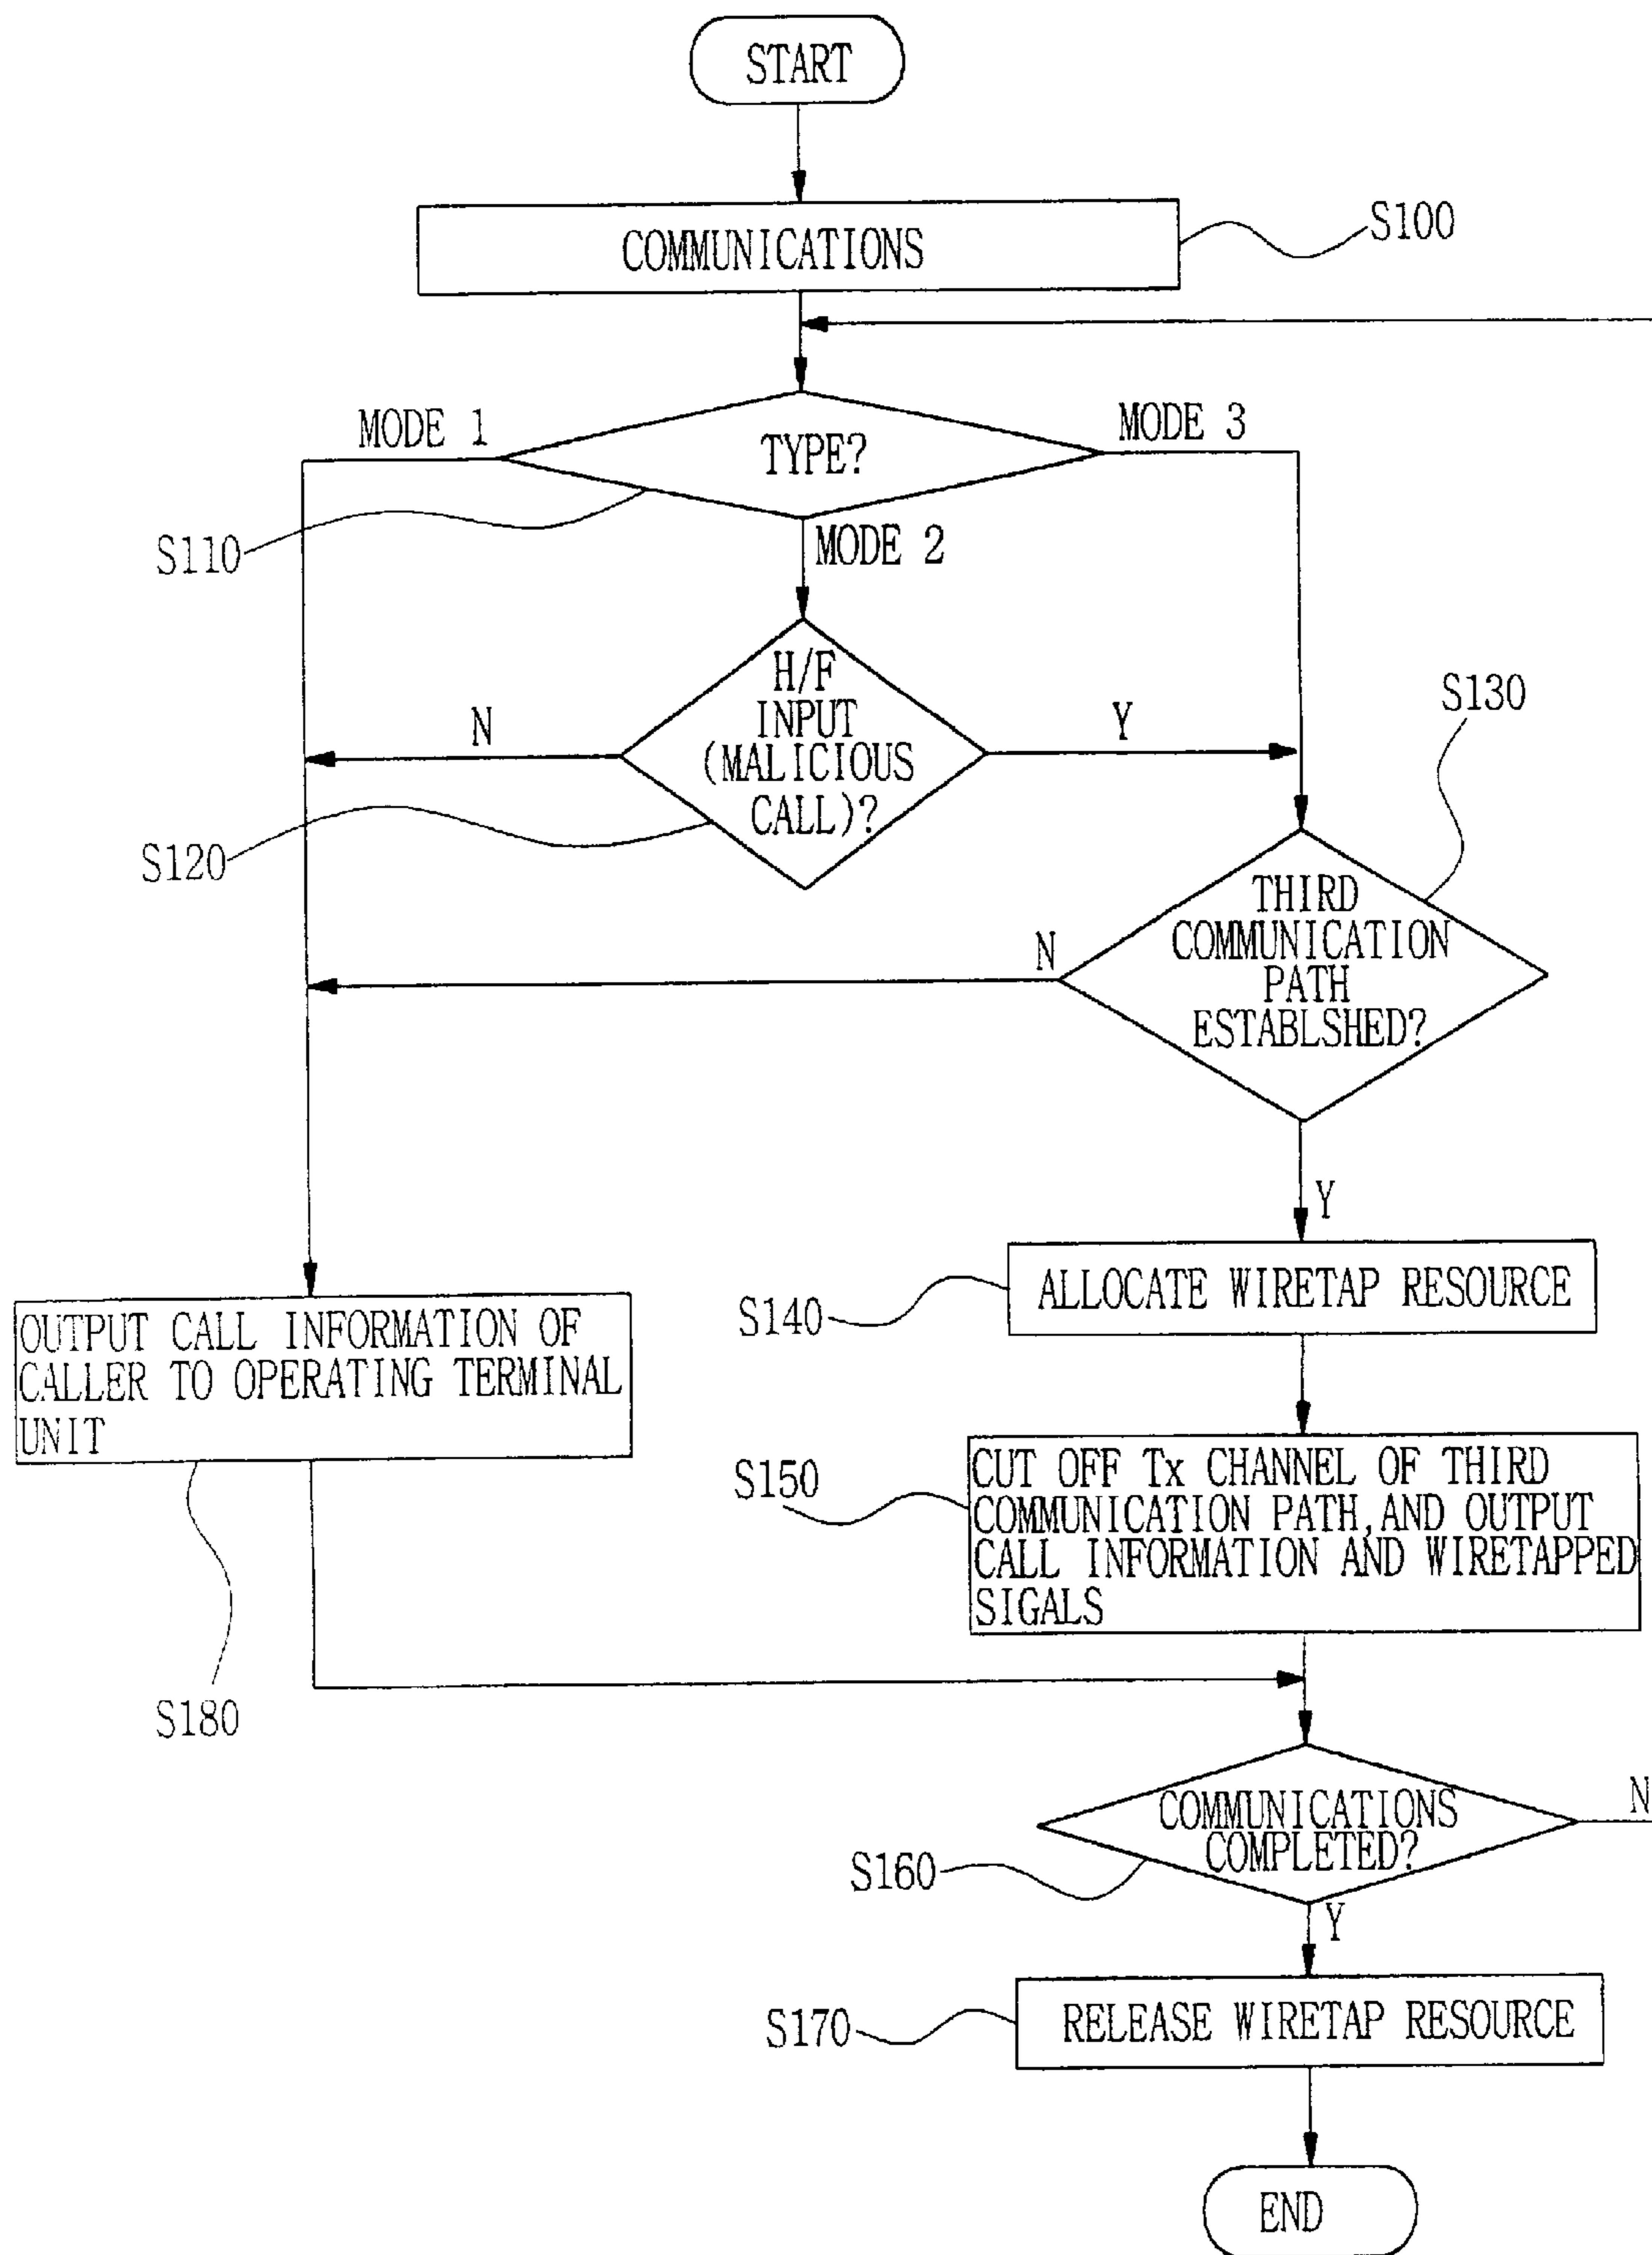 START
COMMUNICATIONS
S100
MODE 1
TYPE?
MODE 3
S110
MODE 2
H/F
INPUT
(MALICIOUS
CALL)?
N
Y
S120
S130
THIRD
COMMUNICATION
PATH
ESTABLSHED?
N
Y
ALLOCATE WIRETAP RESOURCE
S140
OUTPUT CALL INFORMATION OF
CALLER TO OPERATING TERMINAL
UNIT
S180
CUT OFF Tx CHANNEL OF THIRD
COMMUNICATION PATH,AND OUTPUT
CALL INFORMATION AND WIRETAPPED
SIGALS
S150
COMMUNICATIONS
COMPLETED?
N
S160
Y
RELEASE WIRETAP RESOURCE
S170
END